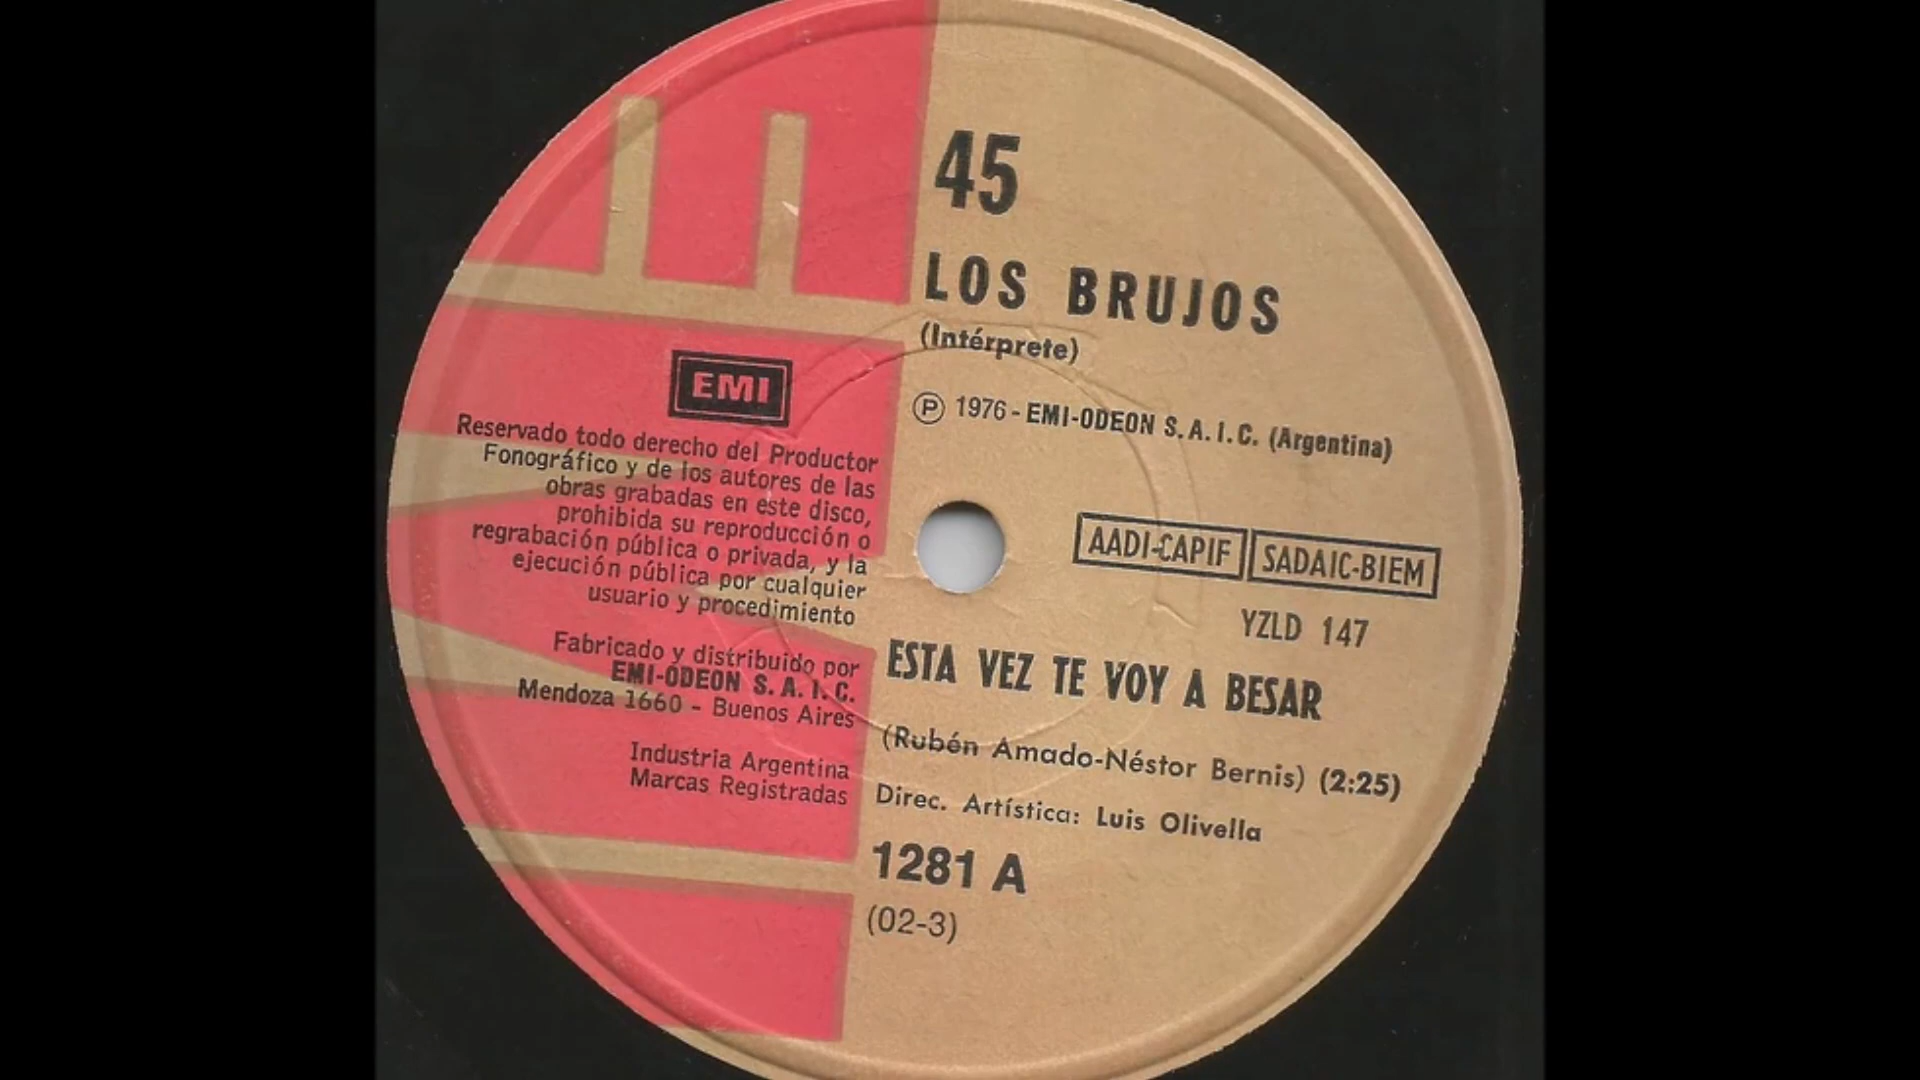 45
LOS BRUJOS
(Intérprete)
Ⓟ 1976 - EMI-ODEON S.A.I.C. (Argentina)
AADI-CAPIF SADAIC-BIEM
YZLD 147
ESTA VEZ TE VOY A BESAR
(Rubén Amado-Néstor Bernis) (2:25)
Direc. Artística: Luis Olivella
1281 A
(02-3)
EMI
Reservado todo derecho del Productor
Fonográfico y de los autores de las
obras grabadas en este disco,
prohibida su reproducción o
regrabación pública o privada, y la
ejecución pública por cualquier
usuario y procedimiento
Fabricado y distribuido por
EMI-ODEON S.A.I.C.
Mendoza 1660 - Buenos Aires
Industria Argentina
Marcas Registradas